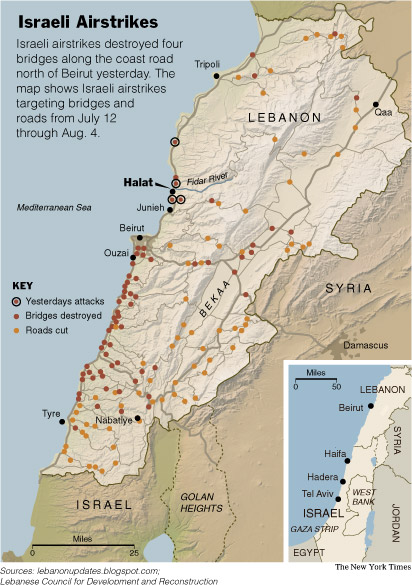 Israeli Airstrikes
Israeli airstrikes destroyed four
bridges along the coast road
north of Beirut yesterday. The
map shows Israeli airstrikes
targeting bridges and
roads from July 12
through Aug. 4.
Tripoli
LEBANON
Qaa
Halat
Fidar River
Mediterranean Sea
Junieh
Beirut
Ouzai
KEY
Yesterdays attacks
Bridges destroyed
Roads cut
BEKAA
SYRIA
Damascus
Tyre
Nabatiye
ISRAEL
GOLAN
HEIGHTS
Miles
0 25
Miles
0 50
LEBANON
Beirut
SYRIA
Haifa
Hadera
Tel Aviv
WEST
BANK
ISRAEL
GAZA STRIP
JORDAN
EGYPT
Sources: lebanonupdates.blogspot.com;
Lebanese Council for Development and Reconstruction
The New York Times